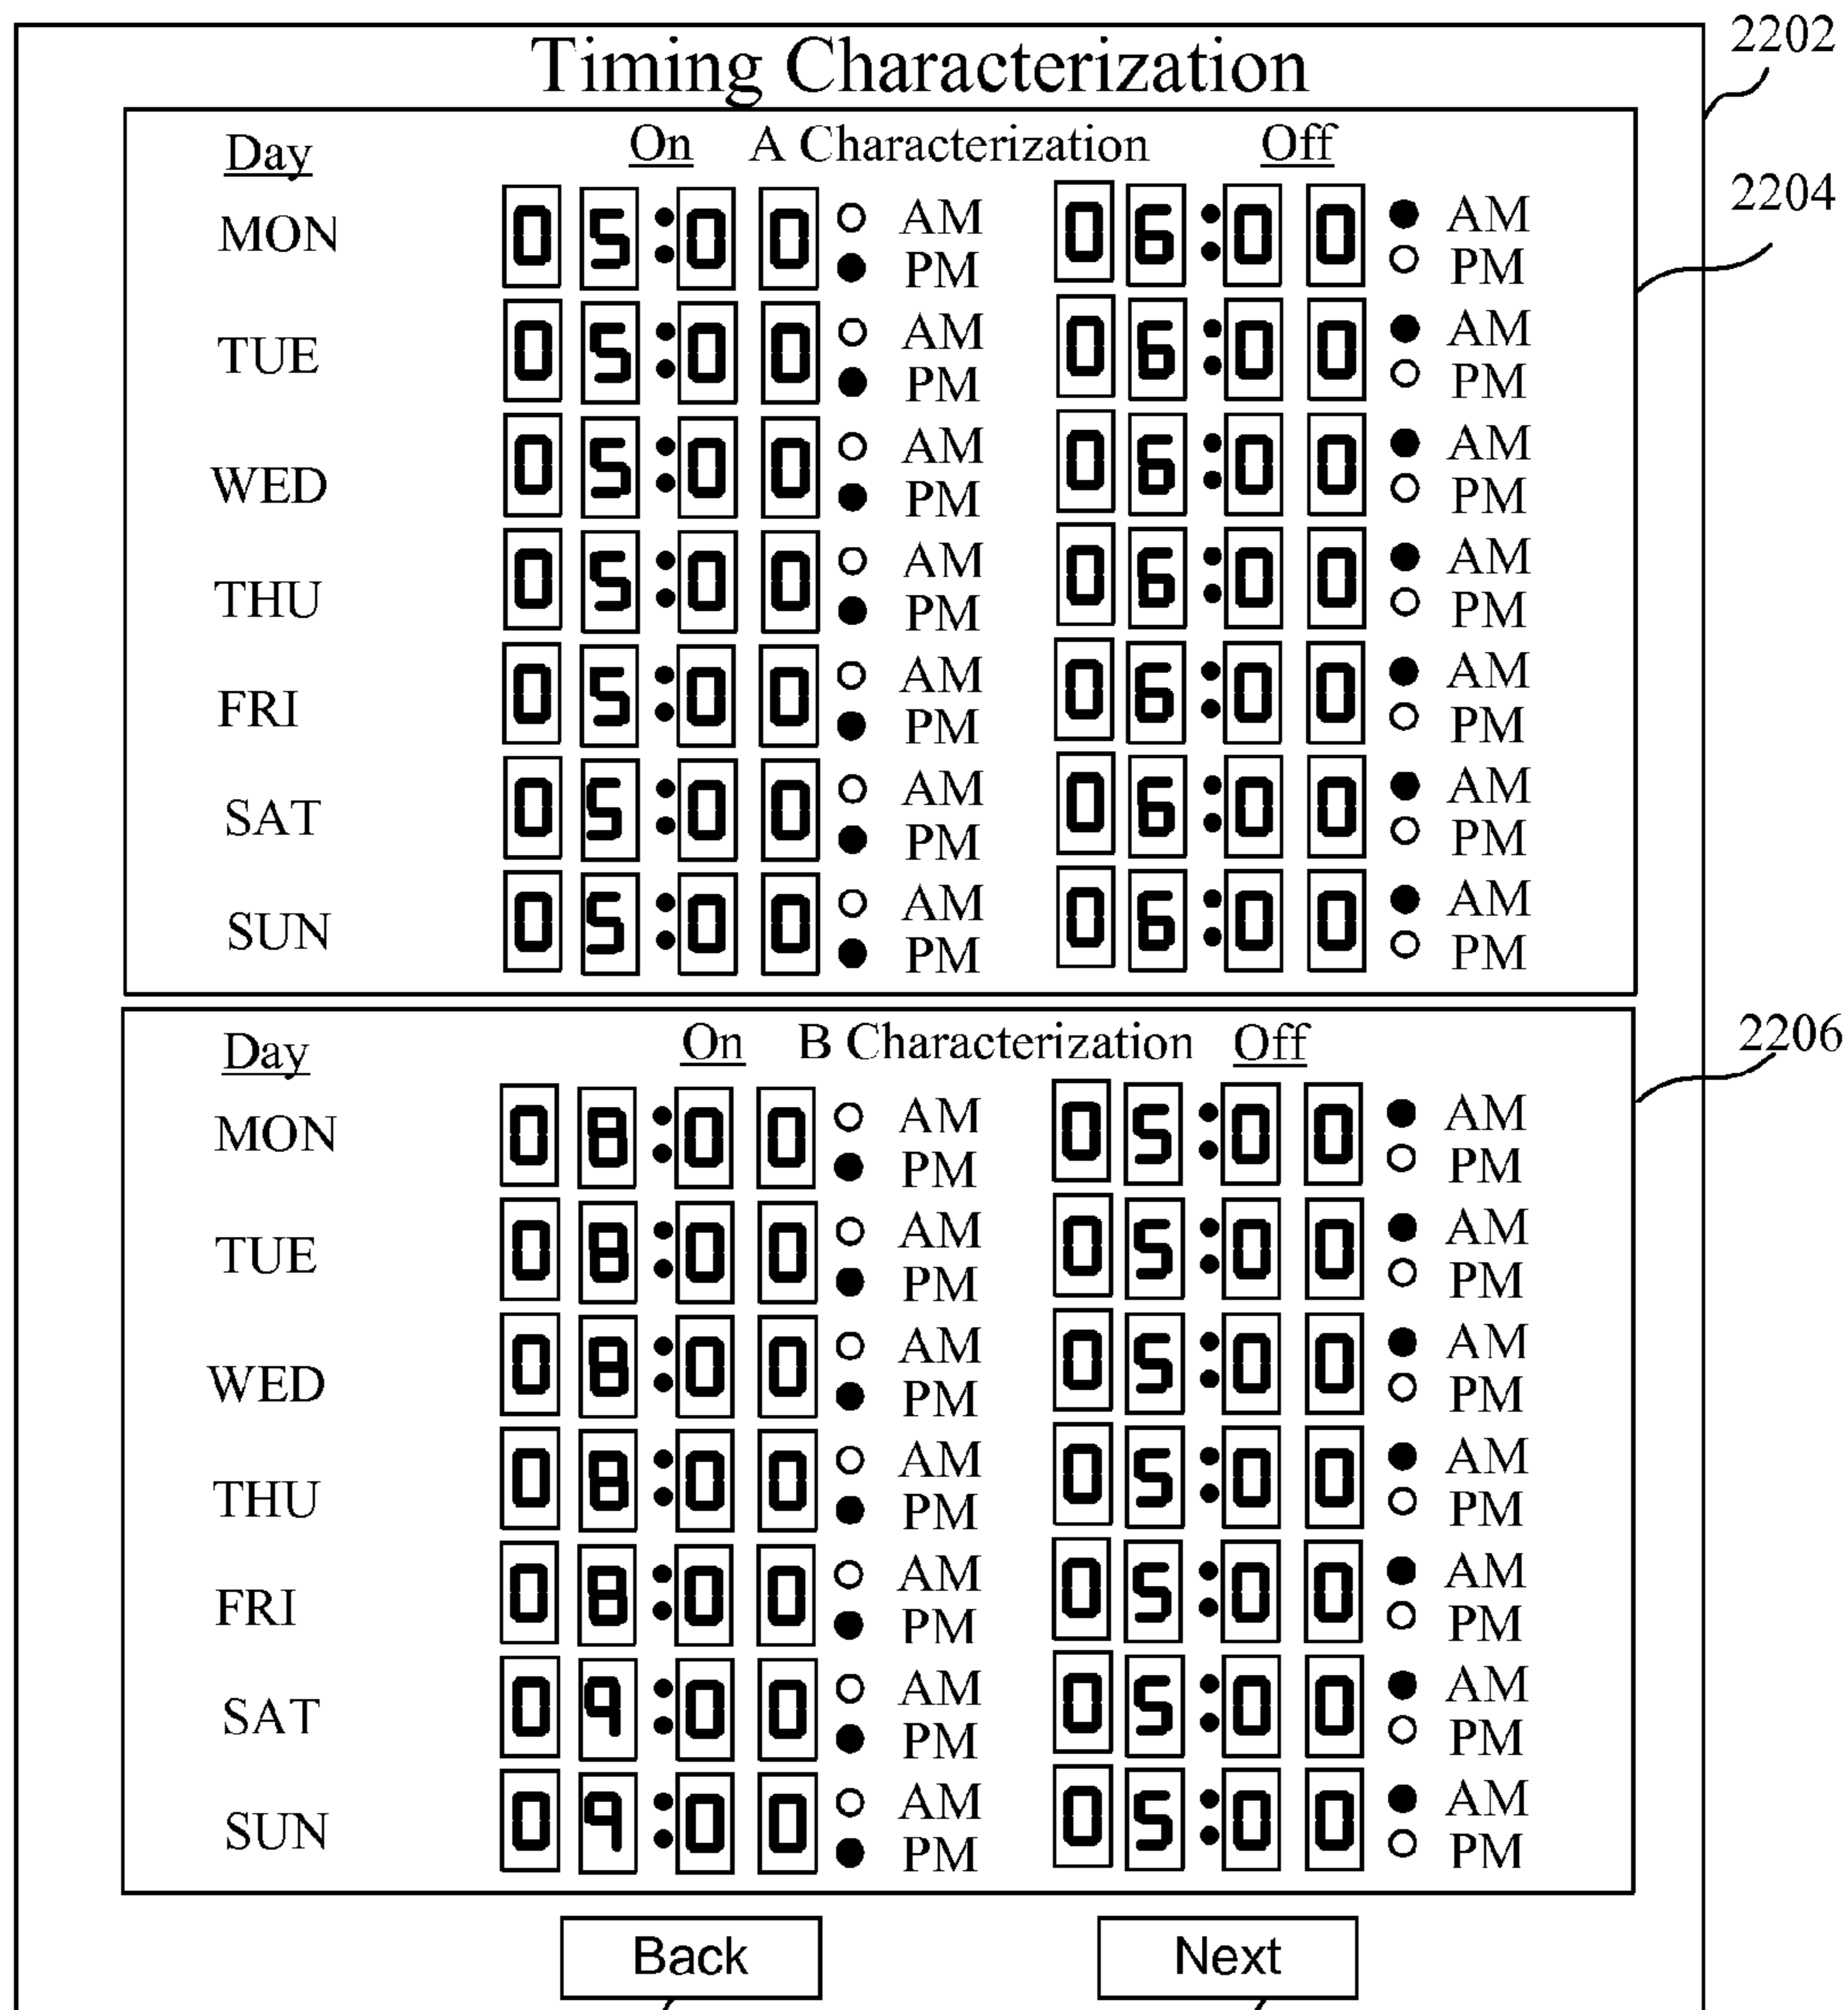 2202
Timing Characterization
2204
Day On A Characterization Off
MON 05:00 AM PM 06:00 AM PM
TUE 05:00 AM PM 06:00 AM PM
WED 05:00 AM PM 06:00 AM PM
THU 05:00 AM PM 06:00 AM PM
FRI 05:00 AM PM 06:00 AM PM
SAT 05:00 AM PM 06:00 AM PM
SUN 05:00 AM PM 06:00 AM PM
2206
Day On B Characterization Off
MON 08:00 AM PM 05:00 AM PM
TUE 08:00 AM PM 05:00 AM PM
WED 08:00 AM PM 05:00 AM PM
THU 08:00 AM PM 05:00 AM PM
FRI 08:00 AM PM 05:00 AM PM
SAT 09:00 AM PM 05:00 AM PM
SUN 09:00 AM PM 05:00 AM PM
Back Next